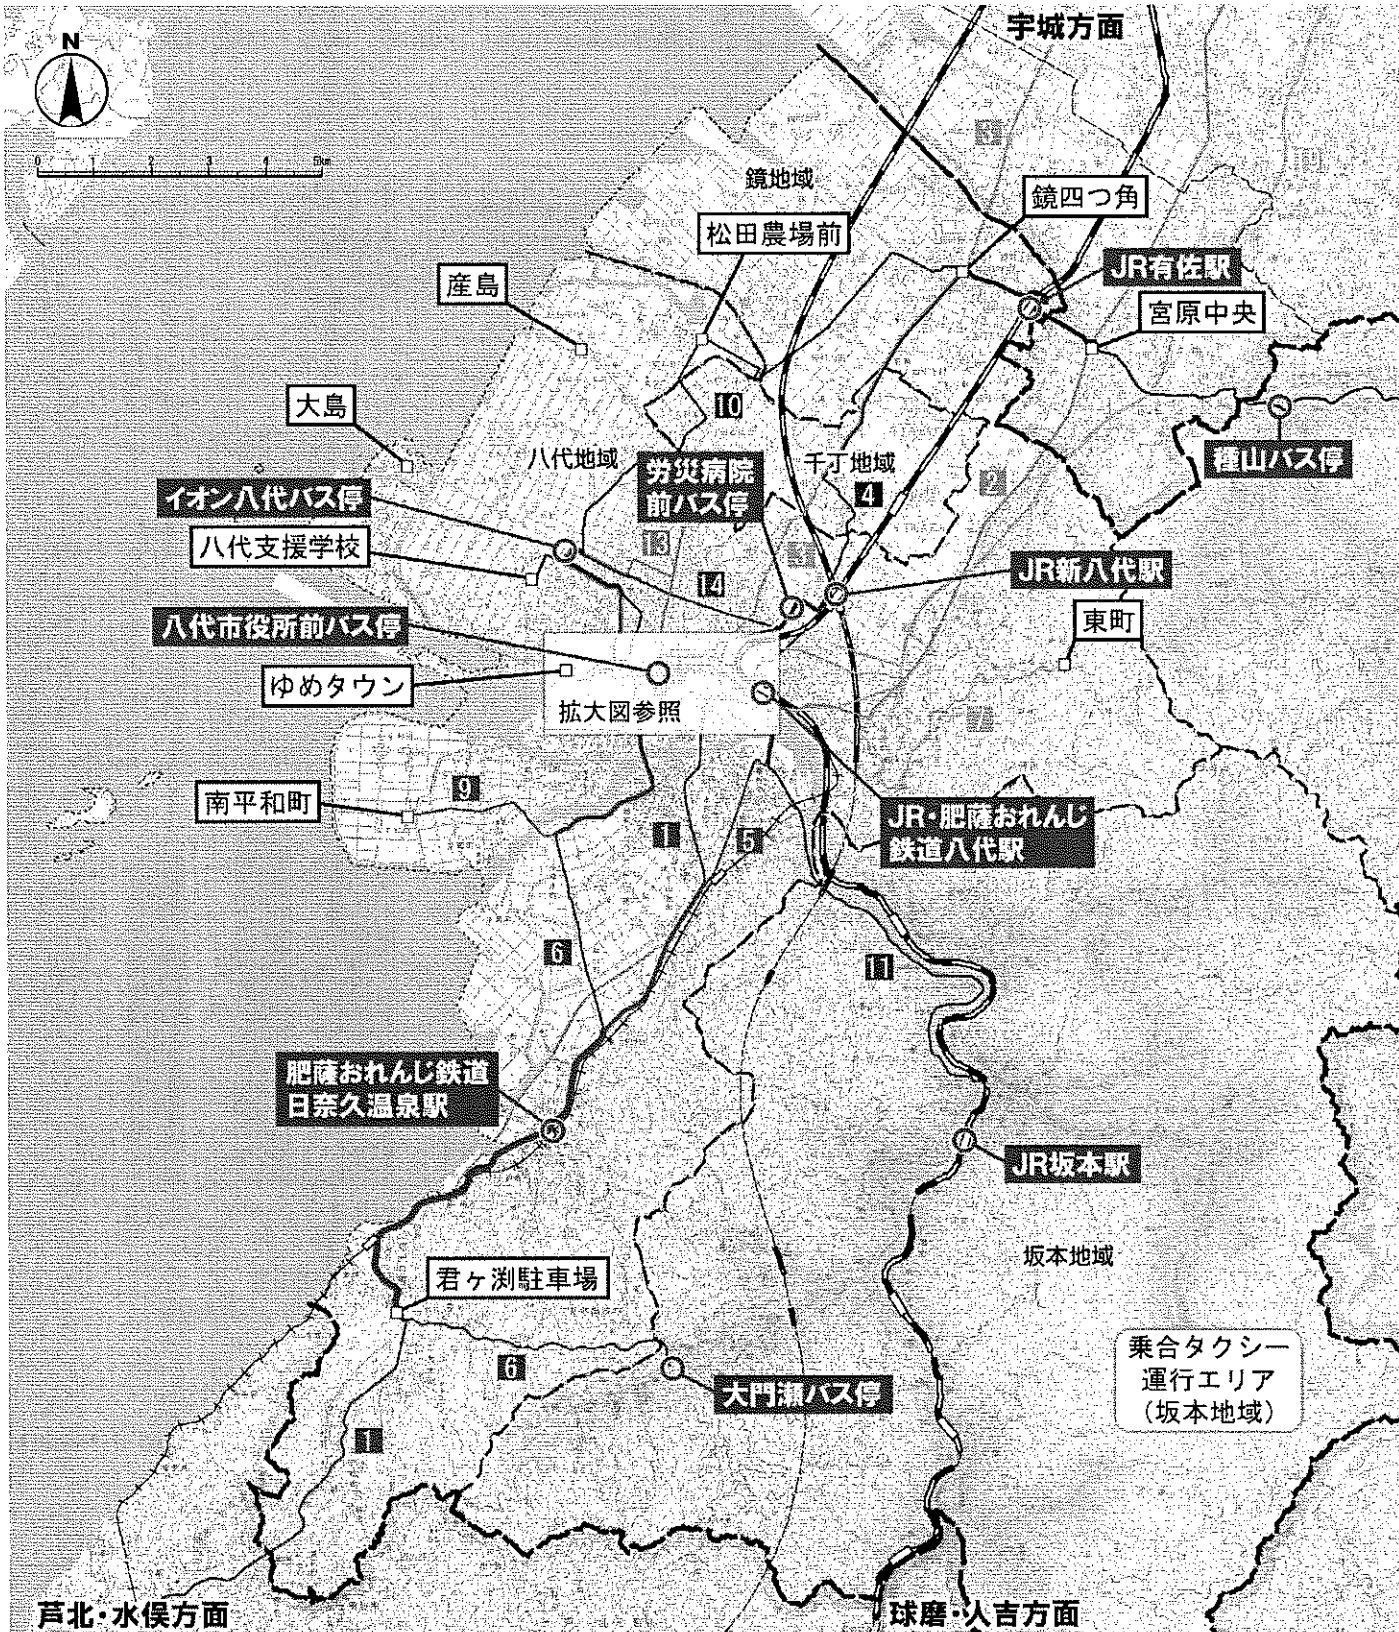 宇城方面
N
0 1 2 3 4 5km
3
鏡地域
鏡四つ角
松田農場前
JR有佐駅
産島
宮原中央
大島
10
八代地域
労災病院
前バス停
千丁地域
4
種山バス停
2
イオン八代バス停
八代支援学校
13
3
14
JR新八代駅
八代市役所前バス停
東町
ゆめタウン
拡大図参照
7
南平和町
9
1
5
JR・肥薩おれんじ
鉄道八代駅
6
11
肥薩おれんじ鉄道
日奈久温泉駅
JR坂本駅
坂本地域
君ヶ渕駐車場
6
大門瀬バス停
乗合タクシー
運行エリア
（坂本地域）
1
芦北・水俣方面
球磨・人吉方面